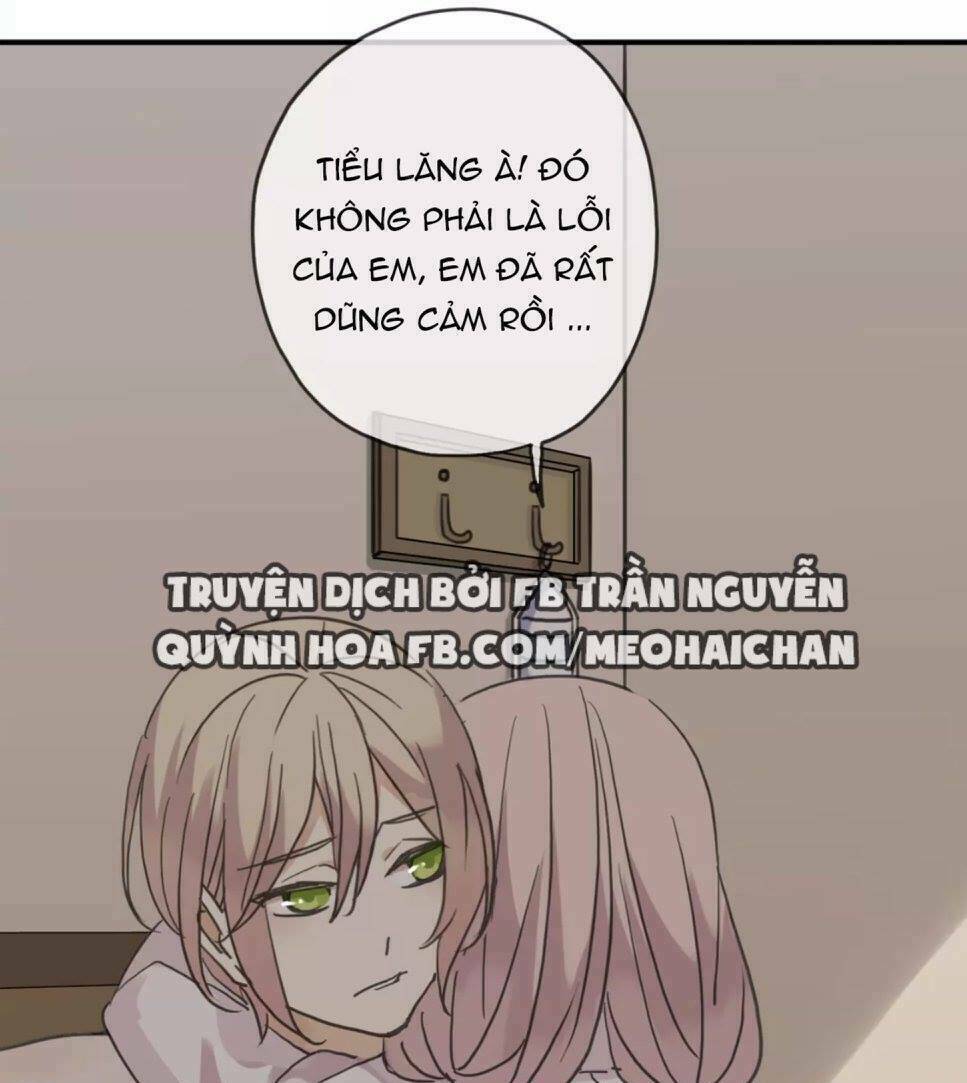 TIỂU LĂNG À! ĐÓ
KHÔNG PHẢI LÀ LỖI
CỦA EM, EM ĐÃ RẤT
DŨNG CẢM RỒI ...
TRUYỆN DỊCH BỞI FB TRẦN NGUYỄN
QUỲNH HOA FB.COM/MEOHAICHAN